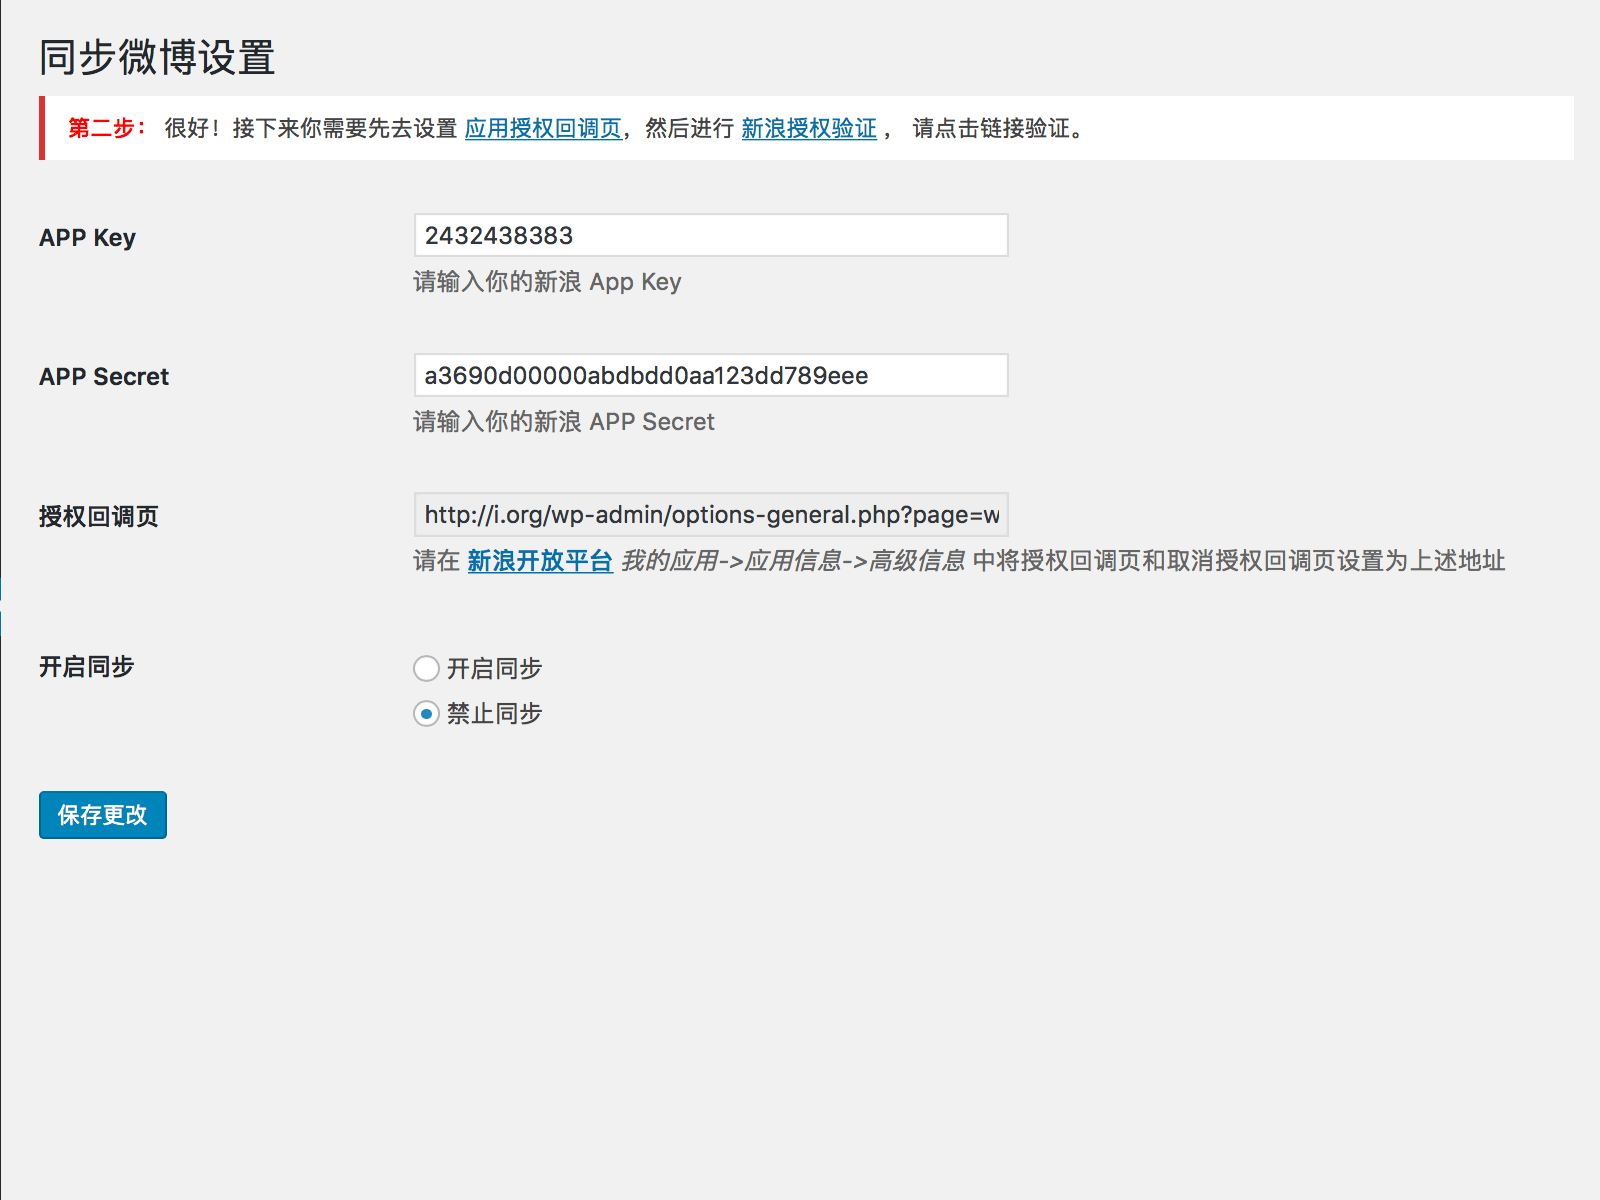 同步微博设置
第二步： 很好！接下来你需要先去设置 应用授权回调页，然后进行 新浪授权验证 ， 请点击链接验证。
APP Key
2432438383
请输入你的新浪 App Key
APP Secret
a3690d00000abdbdd0aa123dd789eee
请输入你的新浪 APP Secret
授权回调页
http://i.org/wp-admin/options-general.php?page=w
请在 新浪开放平台 我的应用->应用信息->高级信息 中将授权回调页和取消授权回调页设置为上述地址
开启同步
开启同步
禁止同步
保存更改